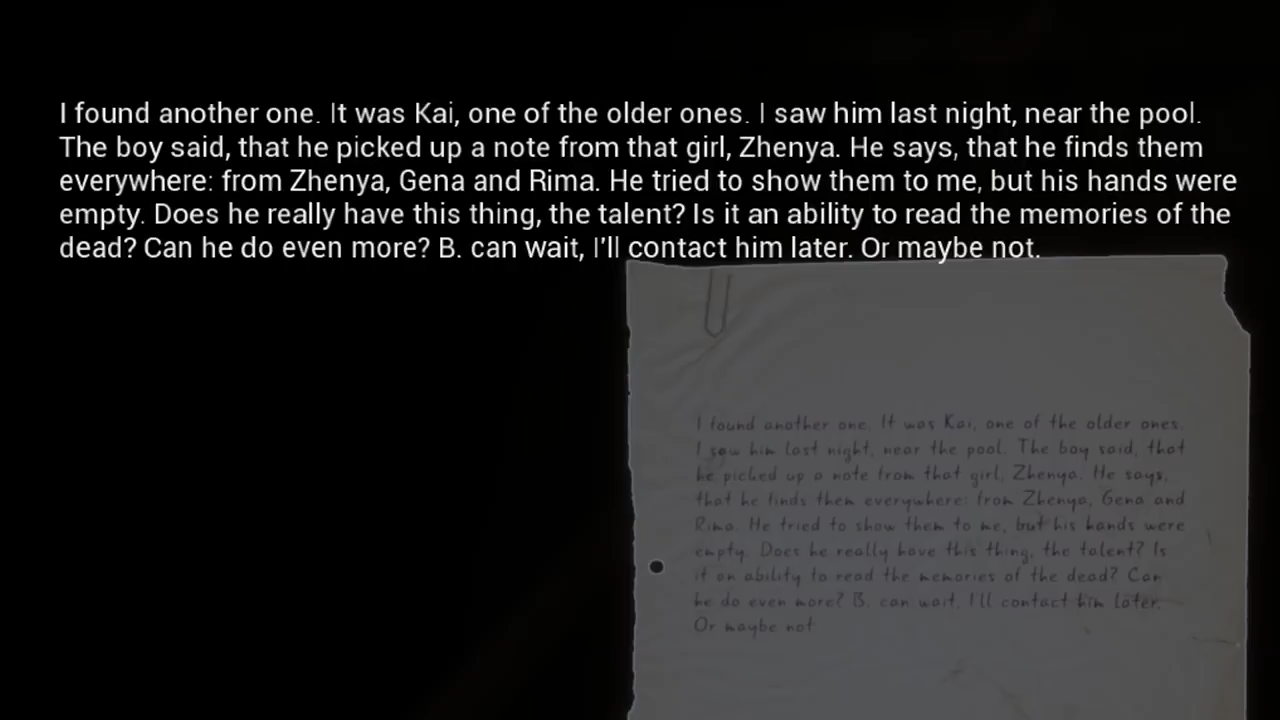 I found another one. It was Kai, one of the older ones. I saw him last night, near the pool.
The boy said, that he picked up a note from that girl, Zhenya. He says, that he finds them
everywhere: from Zhenya, Gena and Rima. He tried to show them to me, but his hands were
empty. Does he really have this thing, the talent? Is it an ability to read the memories of the
dead? Can he do even more? B. can wait, I'll contact him later. Or maybe not.
I found another one. It was Kai, one of the older ones.
I saw him last night, near the pool. The boy said, that
he picked up a note from that girl, Zhenya. He says,
that he finds them everywhere: from Zhenya, Gena and
Rima. He tried to show them to me, but his hands were
empty. Does he really have this thing, the talent? Is
it an ability to read the memories of the dead? Can
he do even more? B. can wait, I'll contact him later.
Or maybe not